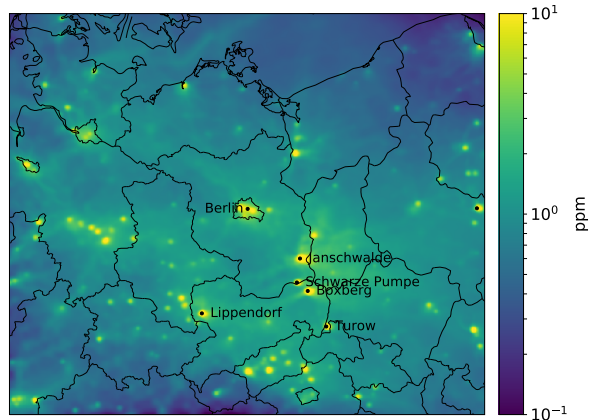 10¹
Berlin
10⁰
ppm
Janschwalde
Schwarze Pumpe
Boxberg
Lippendorf
Turow
10⁻¹